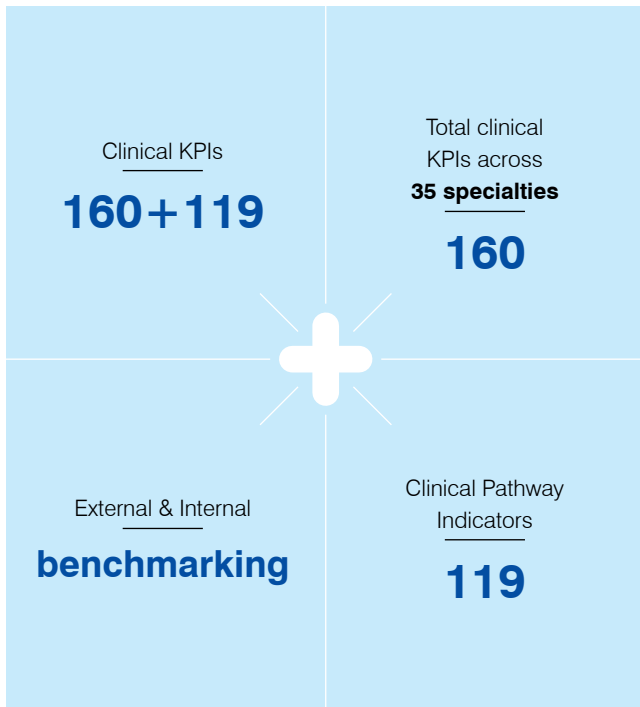 Clinical KPIs
160+119
Total clinical
KPIs across
35 specialties
160
External & Internal
benchmarking
Clinical Pathway
Indicators
119